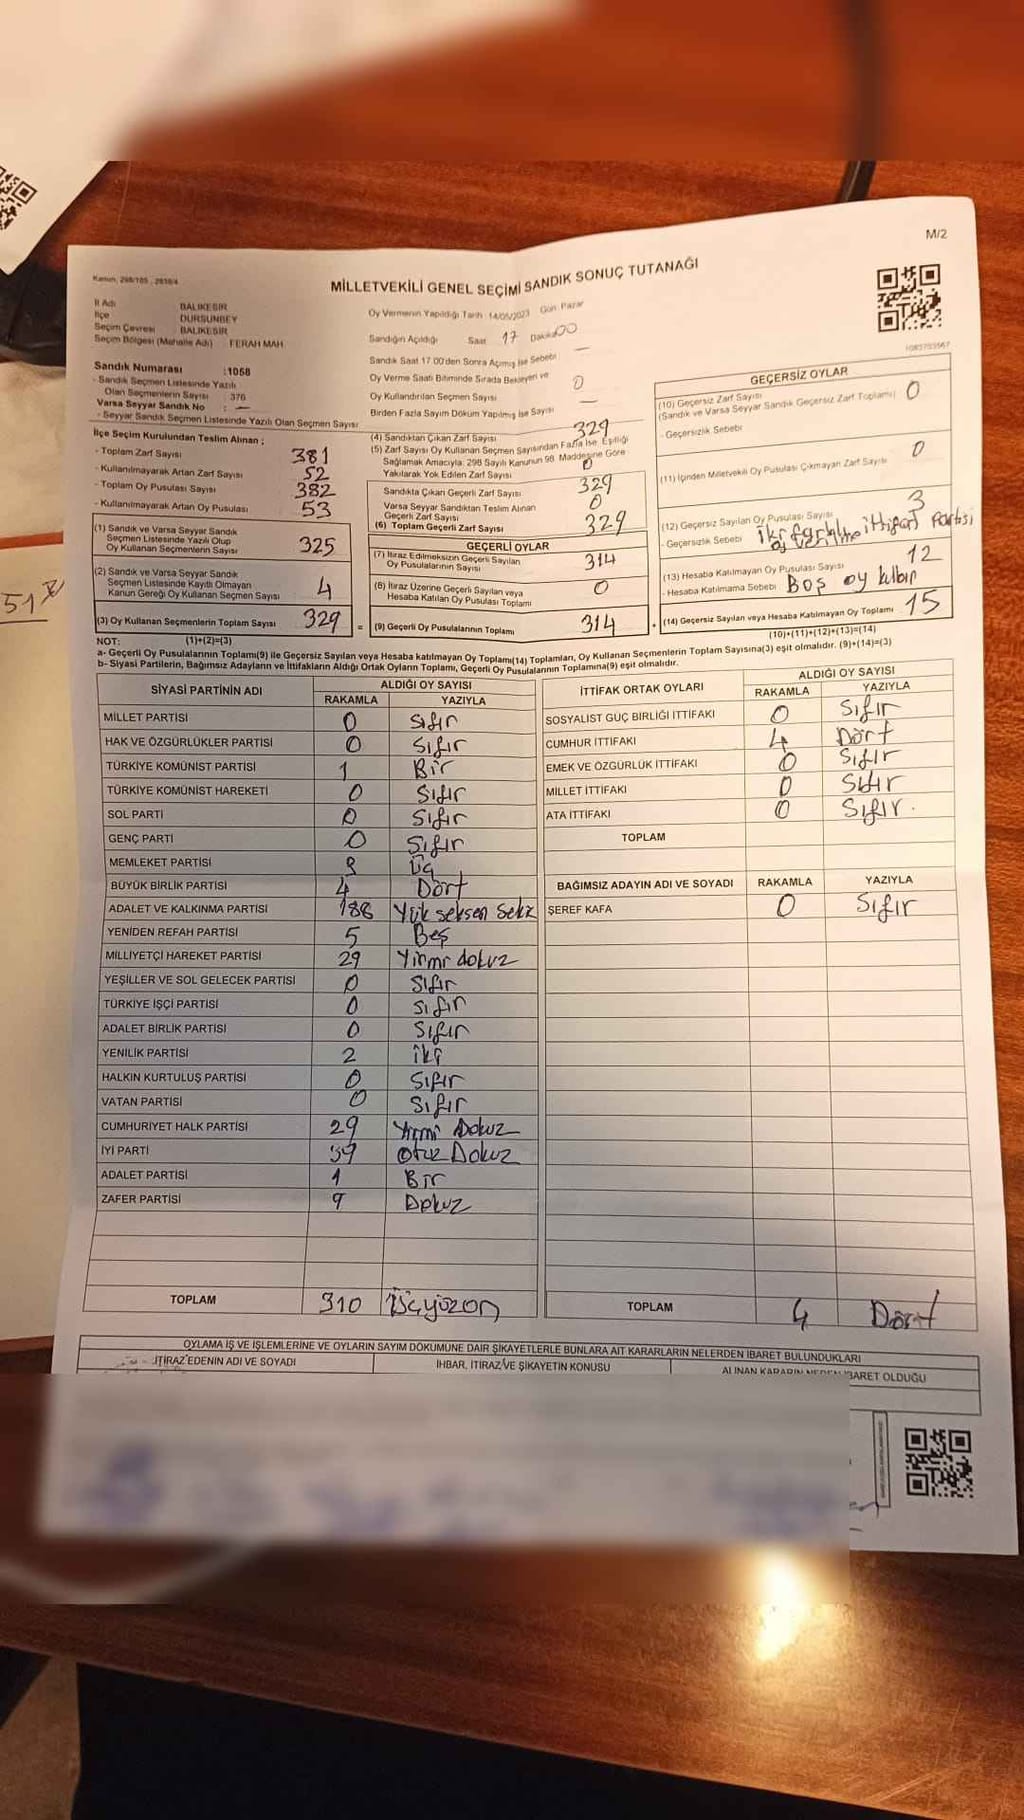 M/2
Kanun, 298/105 , 2839/4
MİLLETVEKİLİ GENEL SEÇİMİ SANDIK SONUÇ TUTANAĞI
İl Adı BALIKESİR
İlçe DURSUNBEY
Seçim Çevresi BALIKESİR
Seçim Bölgesi (Mahalle Adı) FERAH MAH.
Sandık Numarası :1058
- Sandık Seçmen Listesinde Yazılı
Olan Seçmenlerin Sayısı 376
Varsa Seyyar Sandık No : —
- Seyyar Sandık Seçmen Listesinde Yazılı Olan Seçmen Sayısı
Oy Vermenin Yapıldığı Tarih :14/05/2023 Gün Pazar
Sandığın Açıldığı Saat 17 Dakika 00
Sandık Saat 17.00'den Sonra Açmış İse Sebebi —
Oy Verme Saati Bitiminde Sırada Bekleyen ve
Oy Kullandırılan Seçmen Sayısı 0
Birden Fazla Sayım Döküm Yapılmış İse Sayısı —
1083703567
İlçe Seçim Kurulundan Teslim Alınan ;
- Toplam Zarf Sayısı 381
- Kullanılmayarak Artan Zarf Sayısı 52
- Toplam Oy Pusulası Sayısı 382
- Kullanılmayarak Artan Oy Pusulası 53
(1) Sandık ve Varsa Seyyar Sandık
Seçmen Listesinde Yazılı Olup
Oy Kullanan Seçmenlerin Sayısı 325
(2) Sandık ve Varsa Seyyar Sandık
Seçmen Listesinde Kayıtlı Olmayan
Kanun Gereği Oy Kullanan Seçmen Sayısı 4
(3) Oy Kullanan Seçmenlerin Toplam Sayısı 329 =
(4) Sandıktan Çıkan Zarf Sayısı 329
(5) Zarf Sayısı Oy Kullanan Seçmen Sayısından Fazla İse, Eşitliği
Sağlamak Amacıyla, 298 Sayılı Kanunun 98. Maddesine Göre
Yakılarak Yok Edilen Zarf Sayısı 0
Sandıkta Çıkan Geçerli Zarf Sayısı 329
Varsa Seyyar Sandıktan Teslim Alınan
Geçerli Zarf Sayısı 0
(6) Toplam Geçerli Zarf Sayısı 329
GEÇERLİ OYLAR
(7) İtiraz Edilmeksizin Geçerli Sayılan
Oy Pusulalarının Sayısı 314
(8) İtiraz Üzerine Geçerli Sayılan veya
Hesaba Katılan Oy Pusulası Toplamı 0
(9) Geçerli Oy Pusulalarının Toplamı 314
GEÇERSİZ OYLAR
(10) Geçersiz Zarf Sayısı
(Sandık ve Varsa Seyyar Sandık Geçersiz Zarf Toplamı) 0
- Geçersizlik Sebebi
(11) İçinden Milletvekili Oy Pusulası Çıkmayan Zarf Sayısı 0
(12) Geçersiz Sayılan Oy Pusulası Sayısı 3
- Geçersizlik Sebebi iki farklı ittifak Partisi
oy
(13) Hesaba Katılmayan Oy Pusulası Sayısı 12
- Hesaba Katılmama Sebebi Boş oy
(14) Geçersiz Sayılan veya Hesaba Katılmayan Oy Toplamı 15
(10)+(11)+(12)+(13)=(14)
51
NOT: (1)+(2)=(3)
a- Geçerli Oy Pusulalarının Toplamı(9) ile Geçersiz Sayılan veya Hesaba katılmayan Oy Toplamı(14) Toplamları, Oy Kullanan Seçmenlerin Toplam Sayısına(3) eşit olmalıdır. (9)+(14)=(3)
b- Siyasi Partilerin, Bağımsız Adayların ve İttifakların Aldığı Ortak Oyların Toplamı, Geçerli Oy Pusulalarının Toplamına(9) eşit olmalıdır.
SİYASİ PARTİNİN ADI ALDIĞI OY SAYISI
RAKAMLA YAZIYLA
MİLLET PARTİSİ 0 Sıfır
HAK VE ÖZGÜRLÜKLER PARTİSİ 0 Sıfır
TÜRKİYE KOMÜNİST PARTİSİ 1 Bir
TÜRKİYE KOMÜNİST HAREKETİ 0 Sıfır
SOL PARTİ 0 Sıfır
GENÇ PARTİ 0 Sıfır
MEMLEKET PARTİSİ 3 Üç
BÜYÜK BİRLİK PARTİSİ 4 Dört
ADALET VE KALKINMA PARTİSİ 188 Yük seksen Sekiz
YENİDEN REFAH PARTİSİ 5 Beş
MİLLİYETÇİ HAREKET PARTİSİ 29 Yirmi dokuz
YEŞİLLER VE SOL GELECEK PARTİSİ 0 Sıfır
TÜRKİYE İŞÇİ PARTİSİ 0 Sıfır
ADALET BİRLİK PARTİSİ 0 Sıfır
YENİLİK PARTİSİ 2 iki
HALKIN KURTULUŞ PARTİSİ 0 Sıfır
VATAN PARTİSİ 0 Sıfır
CUMHURİYET HALK PARTİSİ 29 Yirmi Dokuz
İYİ PARTİ 39 Otuz Dokuz
ADALET PARTİSİ 1 Bir
ZAFER PARTİSİ 9 Dokuz
TOPLAM 310 Üçyüzon
İTTİFAK ORTAK OYLARI ALDIĞI OY SAYISI
RAKAMLA YAZIYLA
SOSYALİST GÜÇ BİRLİĞİ İTTİFAKI 0 Sıfır
CUMHUR İTTİFAKI 4 Dört
EMEK VE ÖZGÜRLÜK İTTİFAKI 0 Sıfır
MİLLET İTTİFAKI 0 Sıfır
ATA İTTİFAKI 0 Sıfır.
TOPLAM
BAĞIMSIZ ADAYIN ADI VE SOYADI RAKAMLA YAZIYLA
ŞEREF KAFA 0 Sıfır
TOPLAM 4 Dört
OYLAMA İŞ VE İŞLEMLERİNE VE OYLARIN SAYIM DÖKÜMÜNE DAİR ŞİKAYETLERLE BUNLARA AİT KARARLARIN NELERDEN İBARET BULUNDUKLARI
İTİRAZ EDENİN ADI VE SOYADI İHBAR, İTİRAZ VE ŞİKAYETİN KONUSU ALINAN KARARIN NEDEN İBARET OLDUĞU